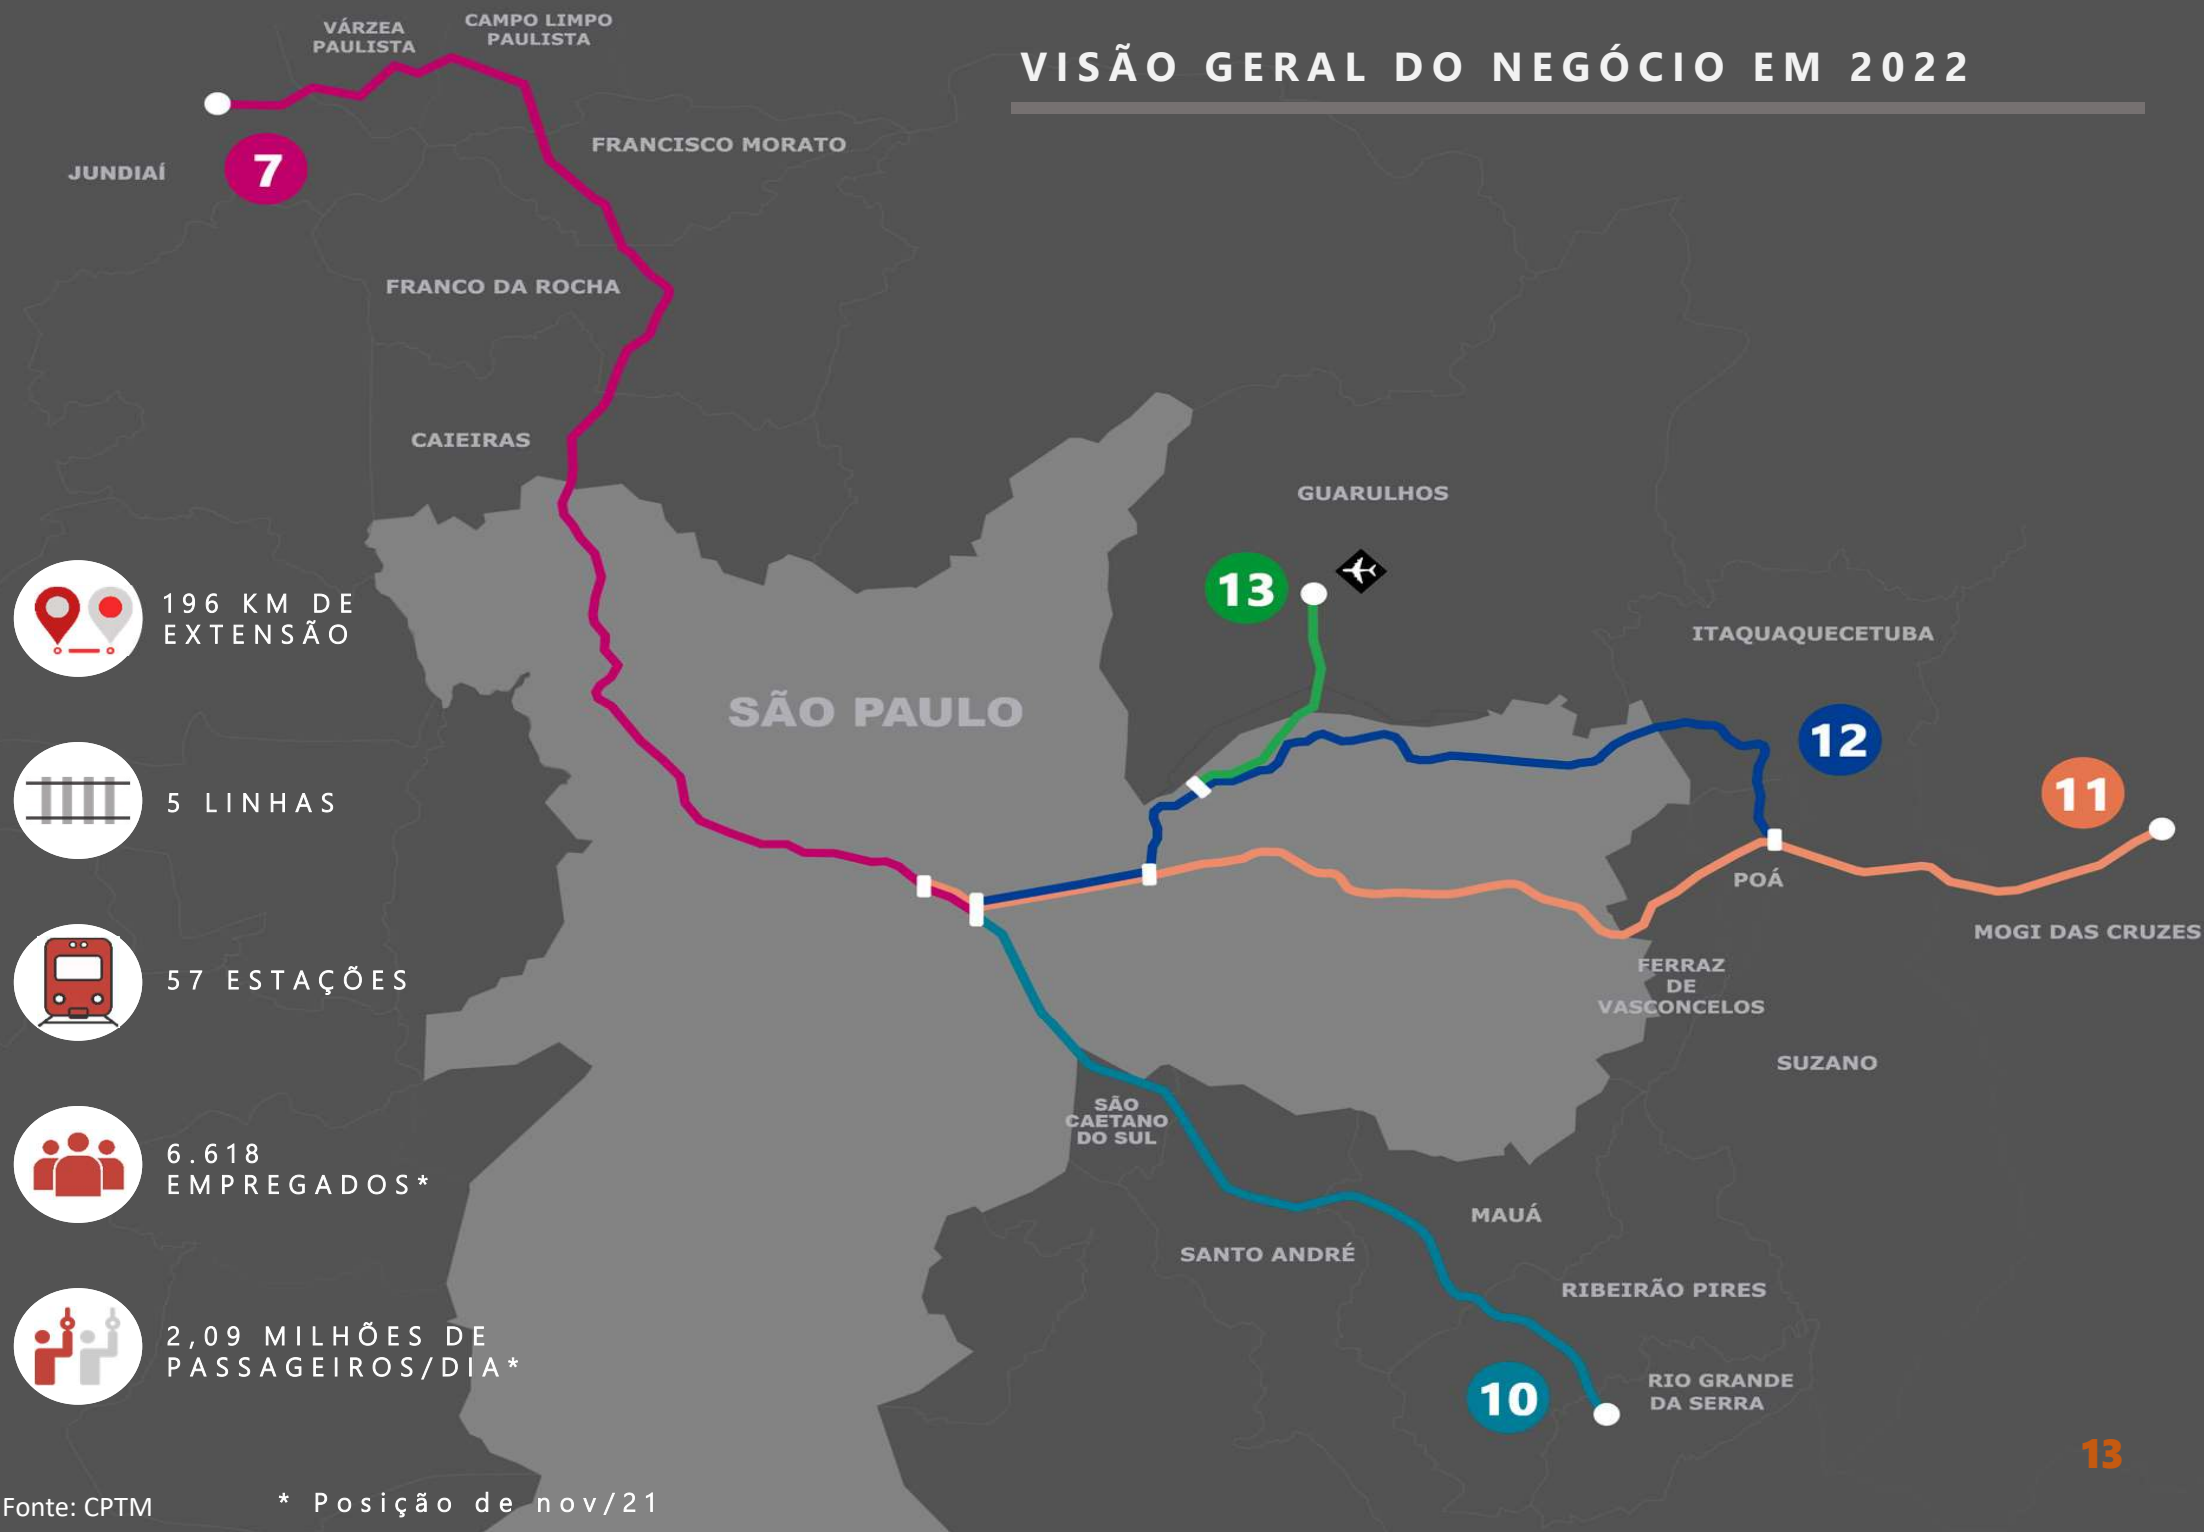 VISÃO GERAL DO NEGÓCIO EM 2022
VÁRZEA
PAULISTA
CAMPO LIMPO
PAULISTA
FRANCISCO MORATO
JUNDIAÍ
7
FRANCO DA ROCHA
CAIEIRAS
GUARULHOS
13
ITAQUAQUECETUBA
SÃO PAULO
12
11
POÁ
MOGI DAS CRUZES
FERRAZ
DE
VASCONCELOS
SUZANO
SÃO
CAETANO
DO SUL
MAUÁ
SANTO ANDRÉ
RIBEIRÃO PIRES
10
RIO GRANDE
DA SERRA
196 KM DE
EXTENSÃO
5 LINHAS
57 ESTAÇÕES
6.618
EMPREGADOS*
2,09 MILHÕES DE
PASSAGEIROS/DIA*
13
Fonte: CPTM
* Posição de nov/21